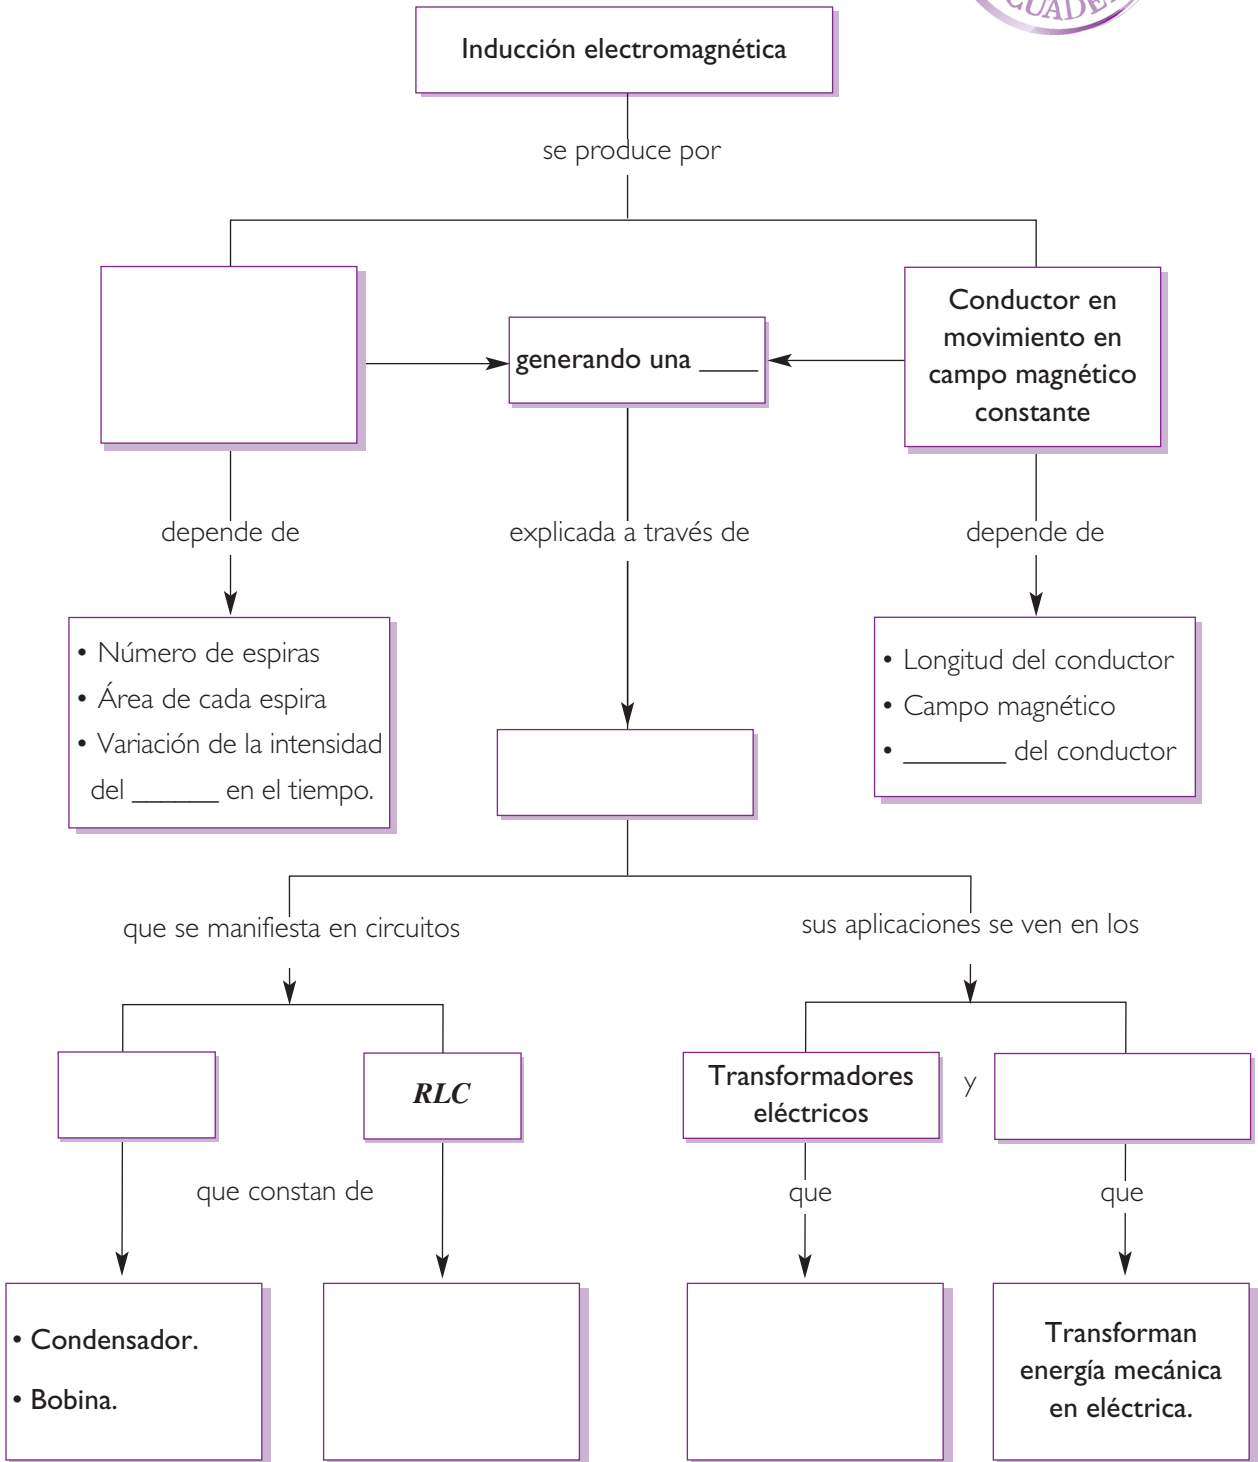 Inducción electromagnética
se produce por
generando una ____
Conductor en
movimiento en
campo magnético
constante
depende de
explicada a través de
depende de
• Número de espiras
• Área de cada espira
• Variación de la intensidad
del ______ en el tiempo.
• Longitud del conductor
• Campo magnético
• _______ del conductor
que se manifiesta en circuitos
sus aplicaciones se ven en los
RLC
Transformadores
eléctricos
y
que constan de
que
que
• Condensador.
• Bobina.
Transforman
energía mecánica
en eléctrica.